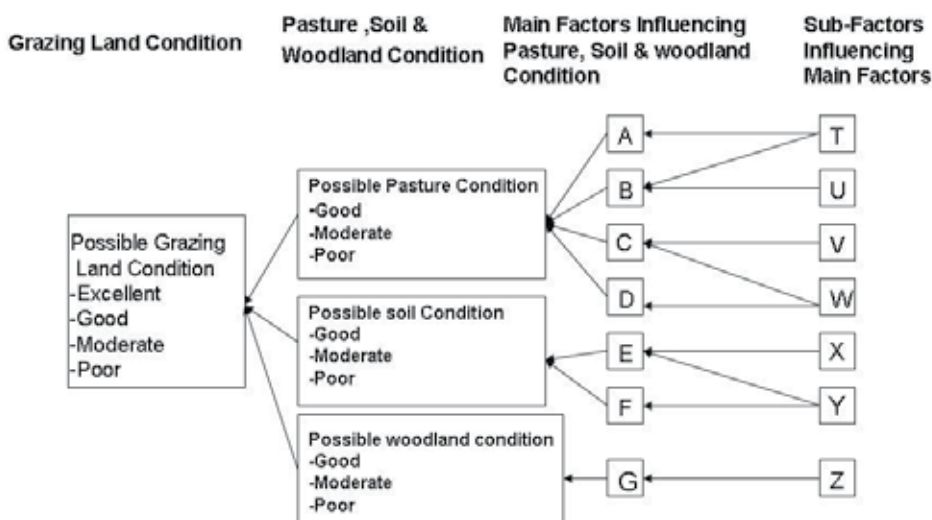 Grazing Land Condition
Pasture ,Soil &
Woodland Condition
Main Factors Influencing
Pasture, Soil & woodland
Condition
Sub-Factors
Influencing
Main Factors
Possible Grazing
Land Condition
-Excellent
-Good
-Moderate
-Poor
Possible Pasture Condition
-Good
-Moderate
-Poor
Possible soil Condition
-Good
-Moderate
-Poor
Possible woodland condition
-Good
-Moderate
-Poor
A
B
C
D
E
F
G
T
U
V
W
X
Y
Z